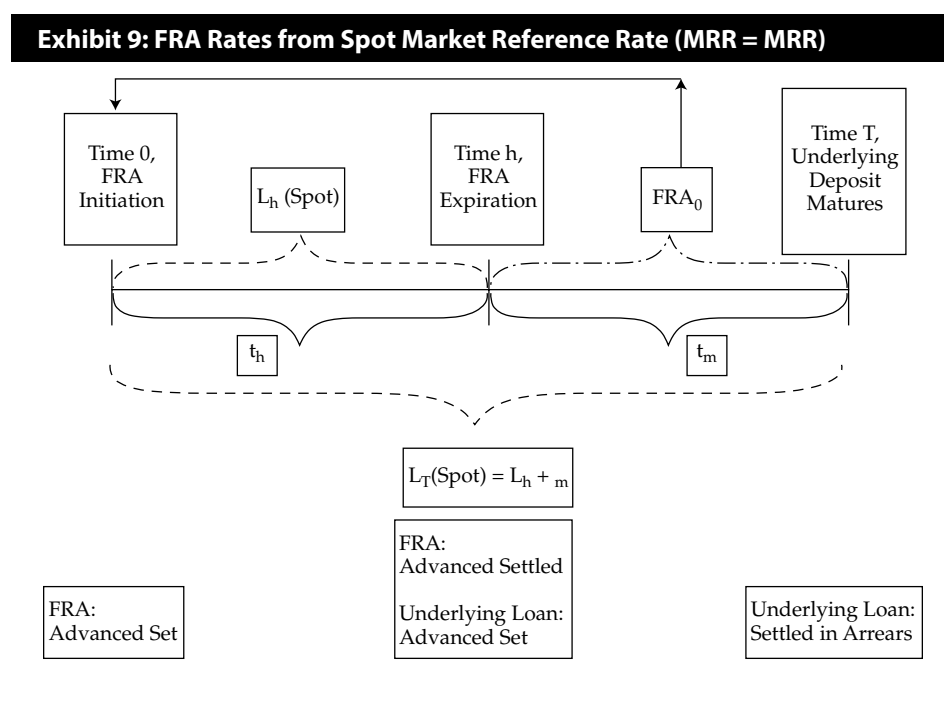 Exhibit 9: FRA Rates from Spot Market Reference Rate (MRR = MRR)
Time 0,
FRA
Initiation
L_h (Spot)
Time h,
FRA
Expiration
FRA_0
Time T,
Underlying
Deposit
Matures
t_h
t_m
L_T(Spot) = L_h + _m
FRA:
Advanced Set
FRA:
Advanced Settled
Underlying Loan:
Advanced Set
Underlying Loan:
Settled in Arrears